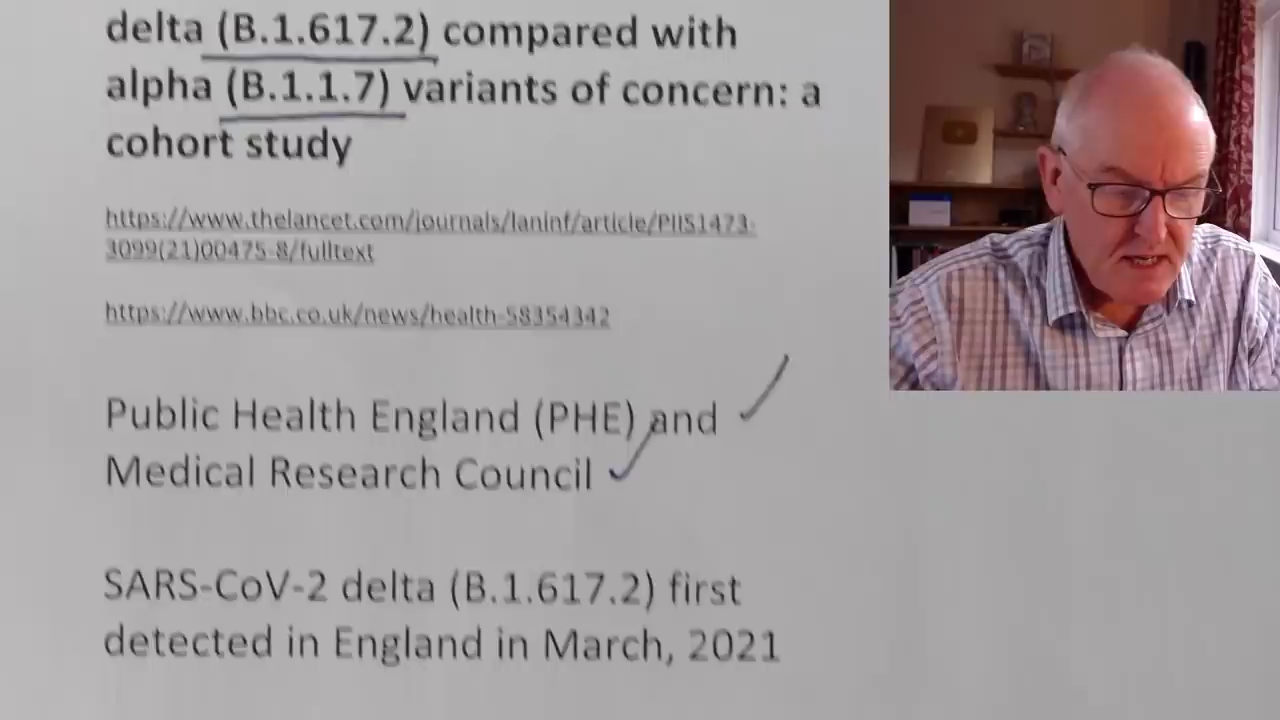 delta (B.1.617.2) compared with
alpha (B.1.1.7) variants of concern: a
cohort study
https://www.thelancet.com/journals/laninf/article/PIIS1473-
3099(21)00475-8/fulltext
https://www.bbc.co.uk/news/health-58354342
Public Health England (PHE) and
Medical Research Council
SARS-CoV-2 delta (B.1.617.2) first
detected in England in March, 2021